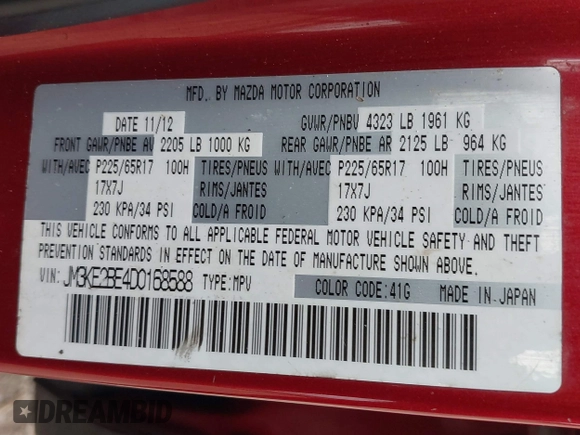 MFD. BY MAZDA MOTOR CORPORATION
DATE 11/12 GVWR/PNBV 4323 LB 1961 KG
FRONT GAWR/PNBE AV 2205 LB 1000 KG REAR GAWR/PNBE AR 2125 LB 964 KG
WITH/AVEC P225/65R17 100H TIRES/PNEUS WITH/AVEC P225/65R17 100H TIRES/PNEUS
17X7J RIMS/JANTES 17X7J RIMS/JANTES
230 KPA/34 PSI COLD/A FROID 230 KPA/34 PSI COLD/A FROID
THIS VEHICLE CONFORMS TO ALL APPLICABLE FEDERAL MOTOR VEHICLE SAFETY AND THEFT
PREVENTION STANDARDS IN EFFECT ON THE DATE OF MANUFACTURE SHOWN ABOVE.
VIN: JM3KE2BE4D0168588 TYPE:MPV COLOR CODE:41G MADE IN JAPAN
DREAMBID